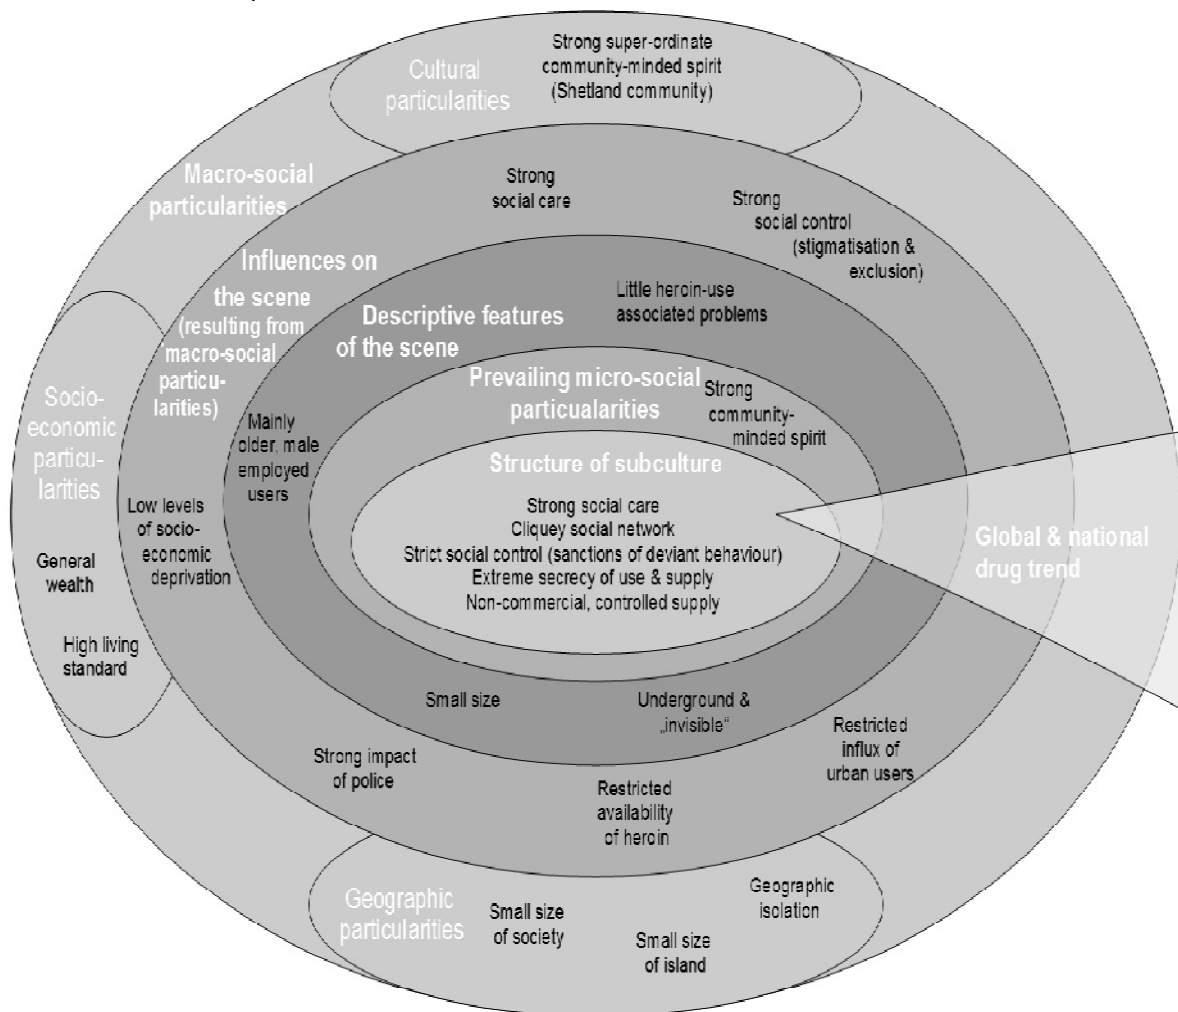 Cultural
particularities
Strong super-ordinate
community-minded spirit
(Shetland community)
Macro-social
particularities
Strong
social care
Strong
social control
(stigmatisation &
exclusion)
Influences on
the scene
(resulting from
macro-social
particu-
larities)
Little heroin-use
associated problems
Descriptive features
of the scene
Prevailing micro-social
particualarities
Strong
community-
minded spirit
Socio-
economic
particu-
larities
Mainly
older, male
employed
users
Structure of subculture
Strong social care
Cliquey social network
Strict social control (sanctions of deviant behaviour)
Extreme secrecy of use & supply
Non-commercial, controlled supply
Low levels
of socio-
economic
deprivation
Global & national
drug trend
General
wealth
High living
standard
Small size
Underground &
„invisible“
Strong impact
of police
Restricted
availability
of heroin
Restricted
influx of
urban users
Geographic
particularities
Small size
of society
Small size
of island
Geographic
isolation